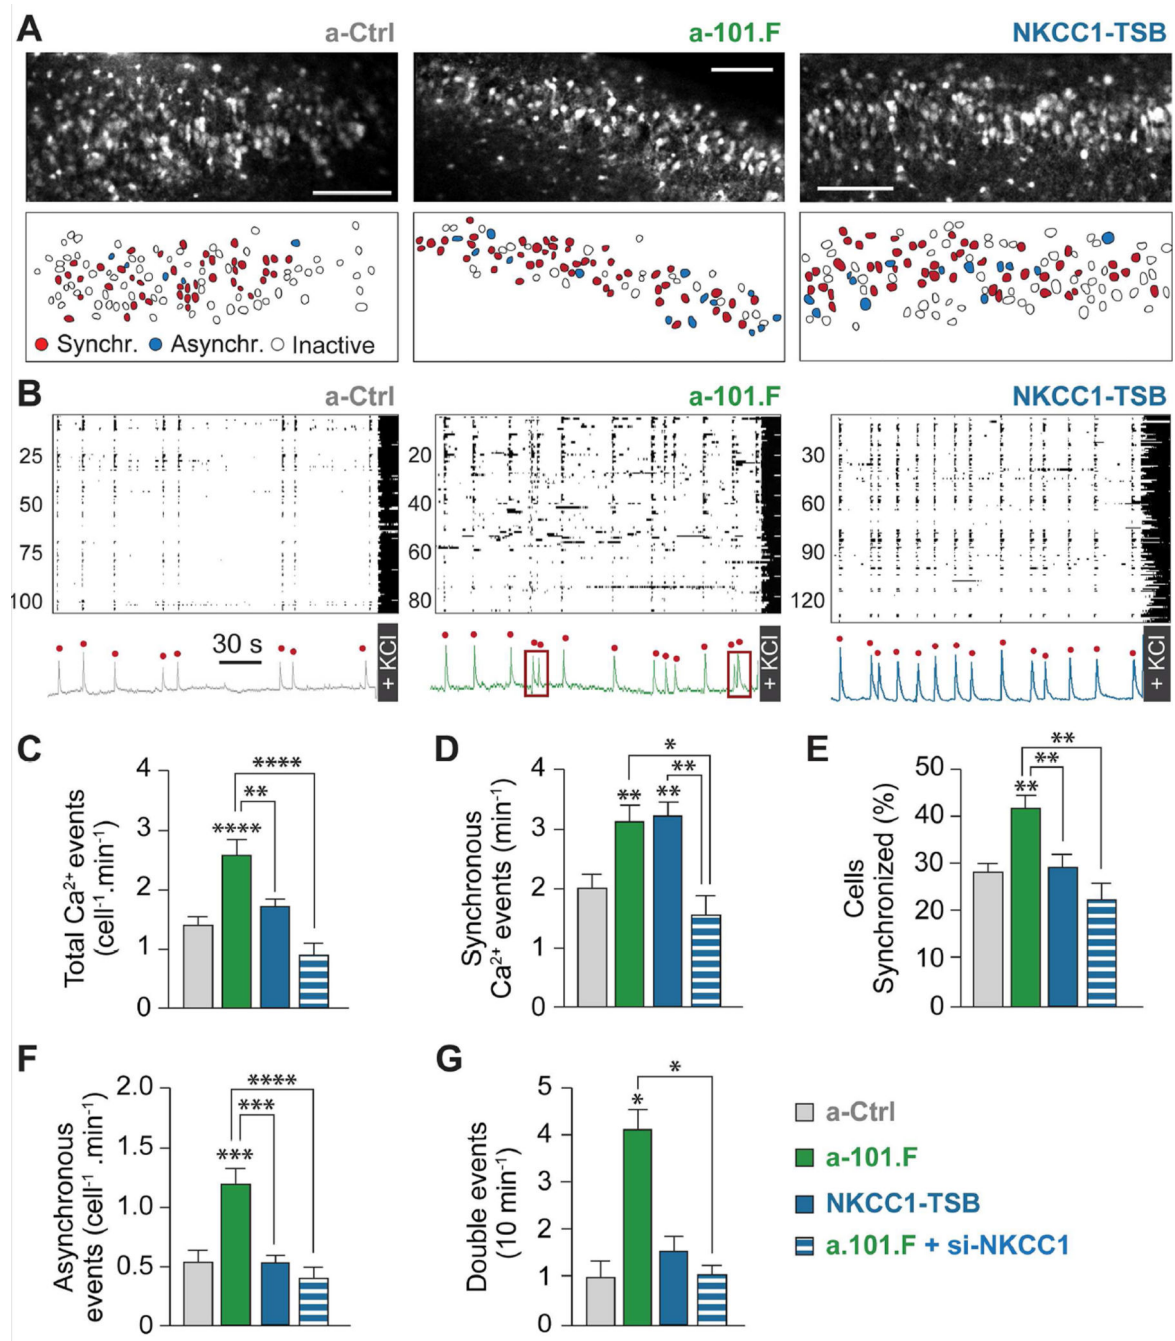 A
a-Ctrl
a-101.F
NKCC1-TSB
Synchr. Asynchr. Inactive
B
a-Ctrl
a-101.F
NKCC1-TSB
25
50
75
100
20
40
60
80
30
60
90
120
30 s
+ KCl
+ KCl
+ KCl
C
Total Ca²⁺ events
(cell⁻¹.min⁻¹)
4
3
2
1
0
****
**
****
D
Synchronous
Ca²⁺ events (min⁻¹)
4
3
2
1
0
*
**
**
**
E
Cells
Synchronized (%)
50
40
30
20
10
0
**
**
**
F
Asynchronous
events (cell⁻¹ .min⁻¹)
2.0
1.5
1.0
0.5
0
****
***
***
G
Double events
(10 min⁻¹)
5
4
3
2
1
0
*
*
a-Ctrl
a-101.F
NKCC1-TSB
a.101.F + si-NKCC1